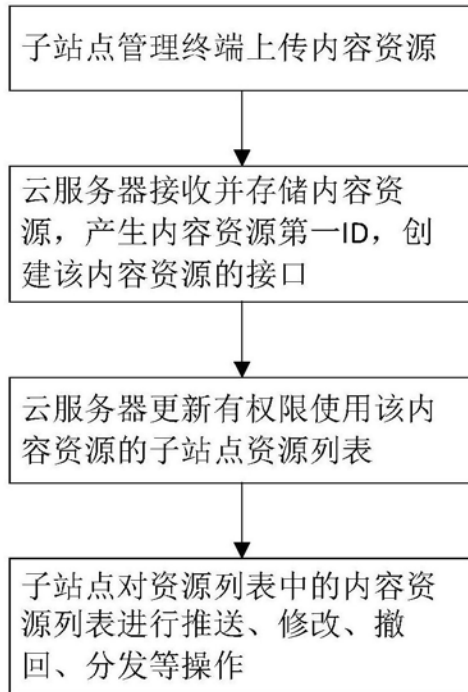 子站点管理终端上传内容资源
云服务器接收并存储内容资
源，产生内容资源第一ID，创
建该内容资源的接口
云服务器更新有权限使用该内
容资源的子站点资源列表
子站点对资源列表中的内容资
源列表进行推送、修改、撤
回、分发等操作